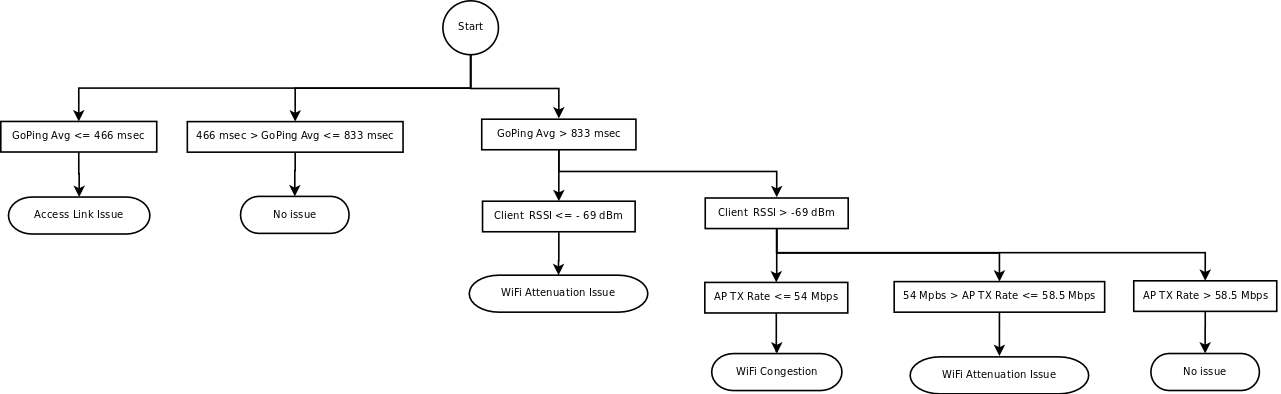 Start
GoPing Avg <= 466 msec
466 msec > GoPing Avg <= 833 msec
GoPing Avg > 833 msec
Access Link Issue
No issue
Client RSSI <= - 69 dBm
Client RSSI > -69 dBm
WiFi Attenuation Issue
AP TX Rate <= 54 Mbps
54 Mpbs > AP TX Rate <= 58.5 Mbps
AP TX Rate > 58.5 Mbps
WiFi Congestion
WiFi Attenuation Issue
No issue